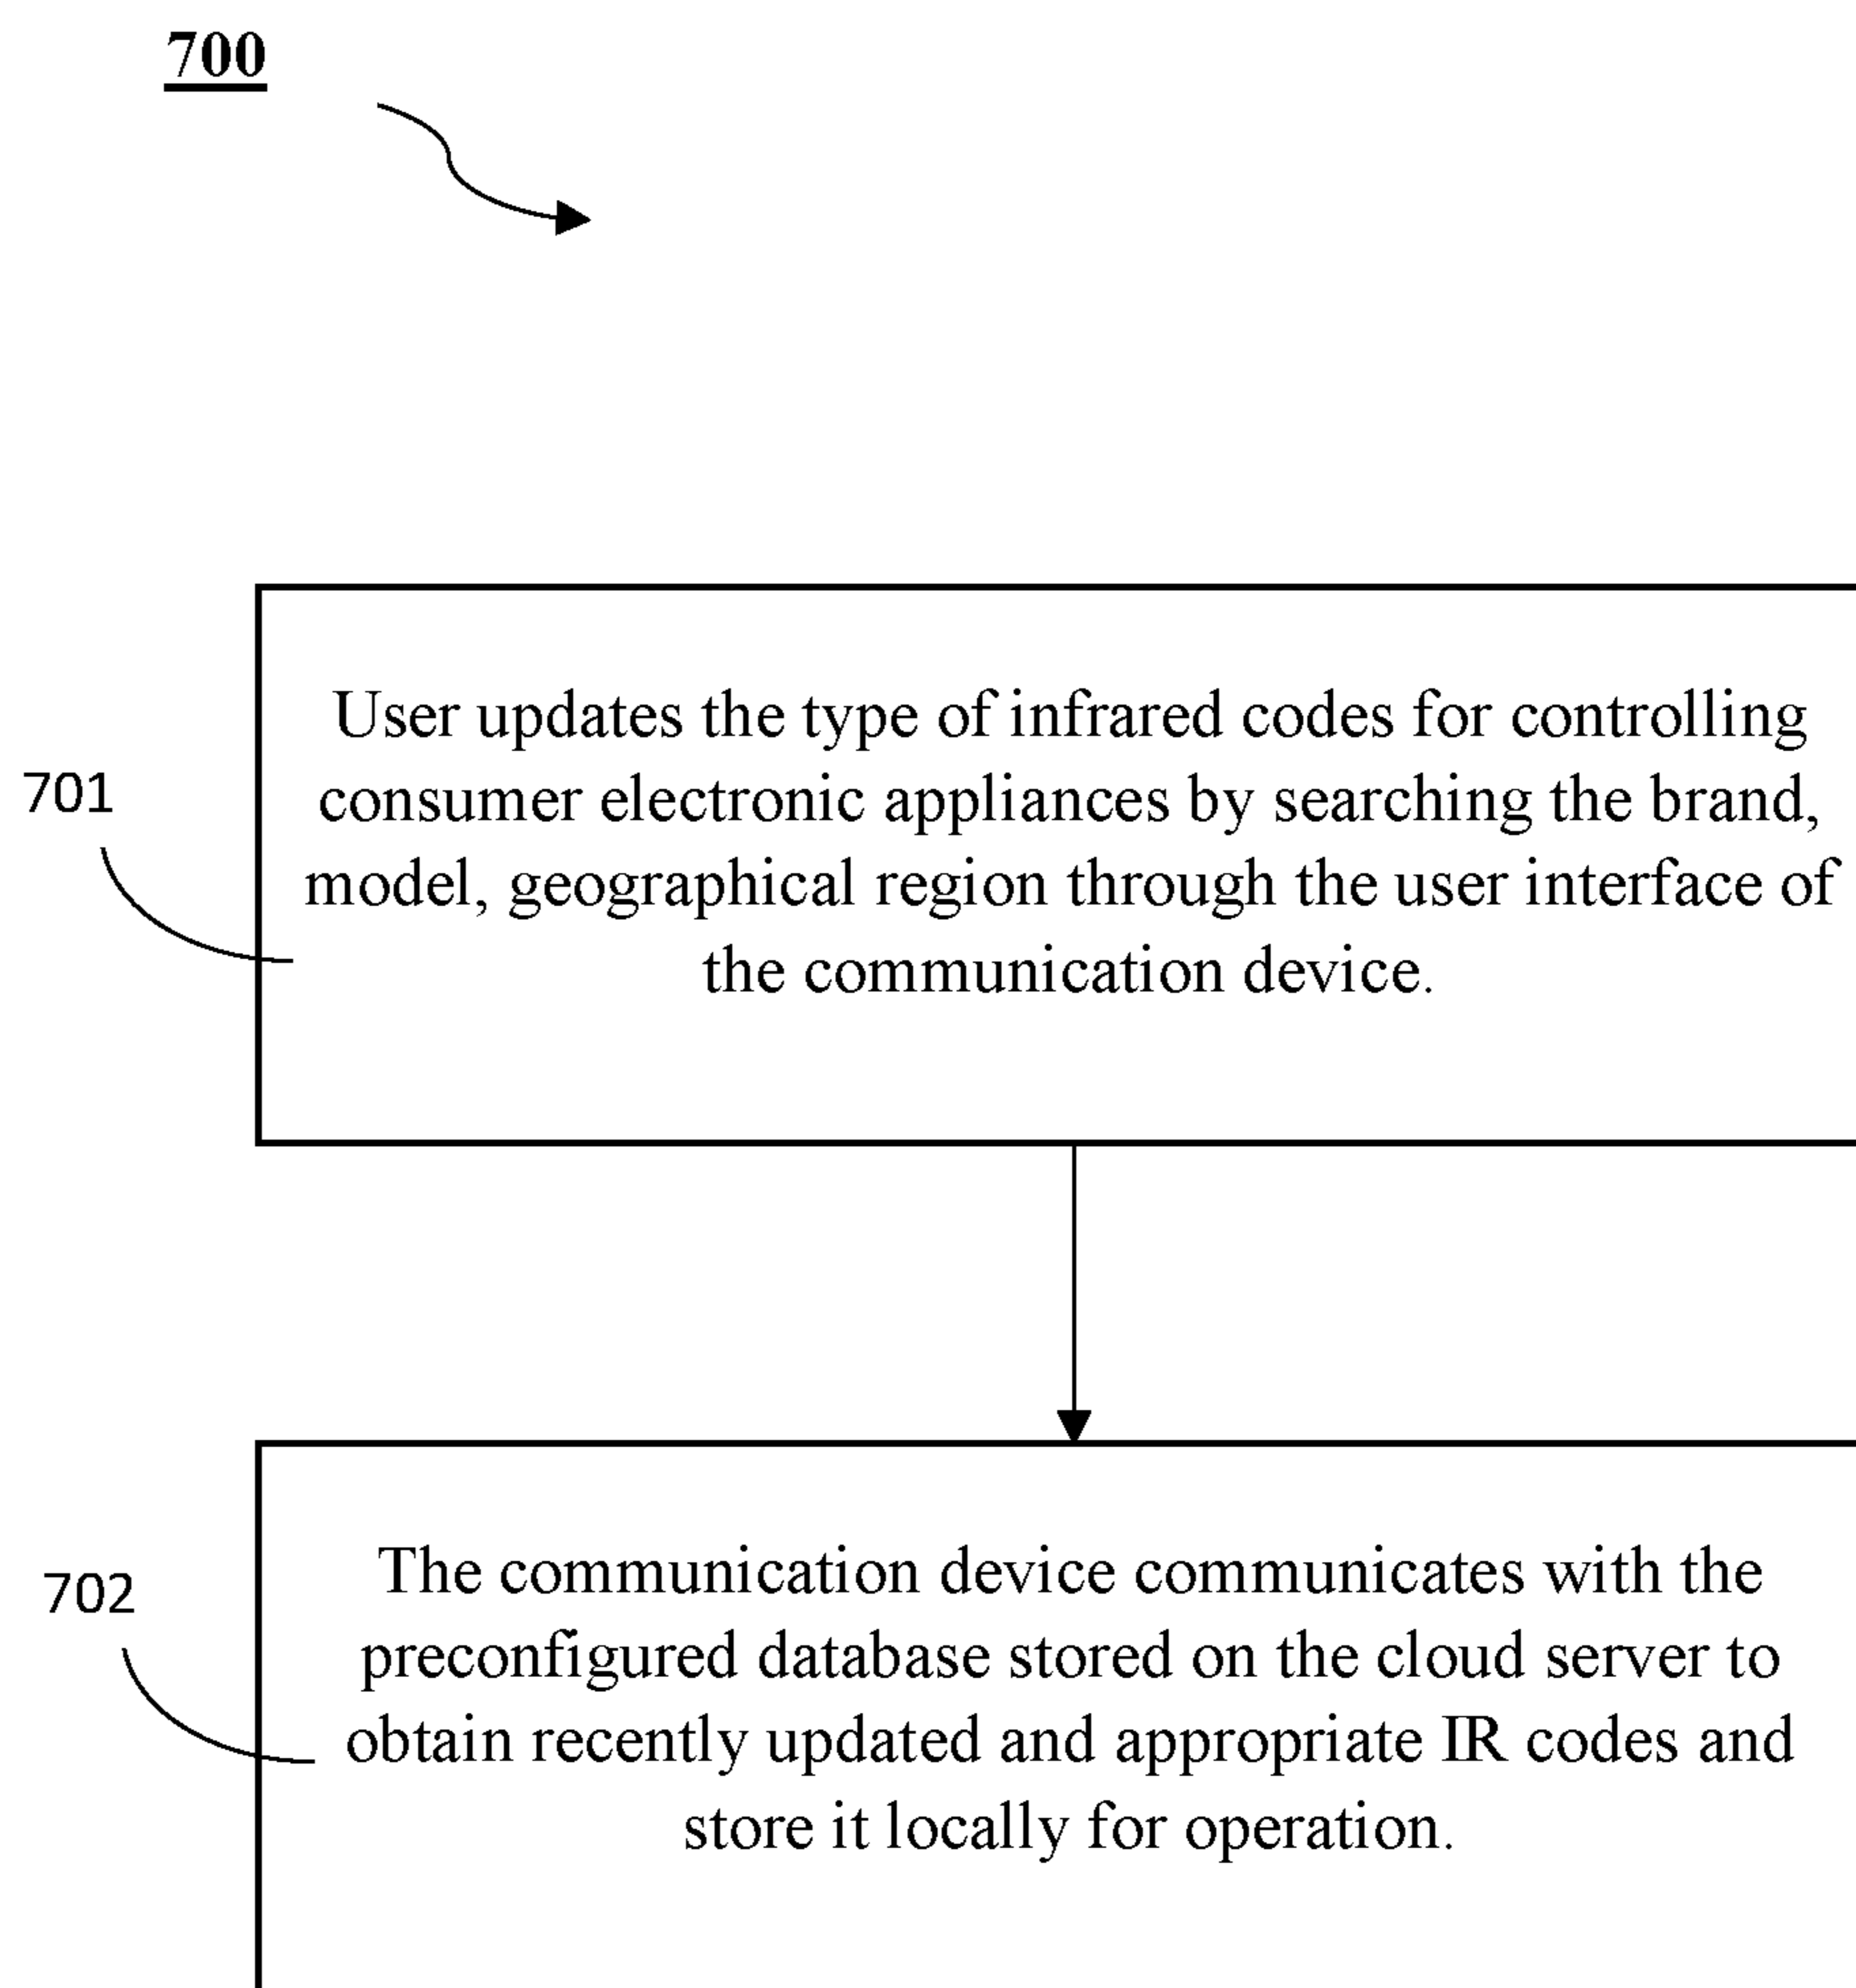 700
User updates the type of infrared codes for controlling
701
consumer electronic appliances by searching the brand,
model, geographical region through the user interface of
the communication device.
The communication device communicates with the
702
preconfigured database stored on the cloud server to
obtain recently updated and appropriate IR codes and
store it locally for operation.